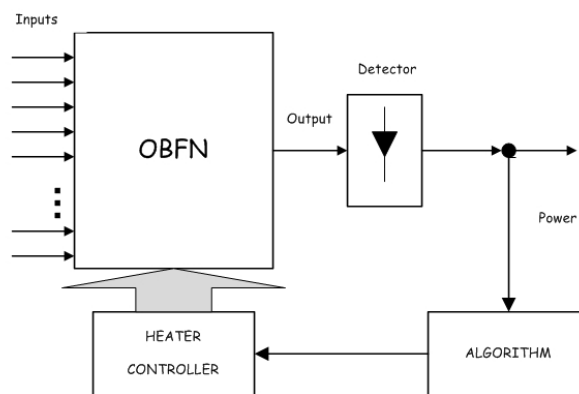 Inputs
Detector
Output
OBFN
Power
HEATER
CONTROLLER
ALGORITHM